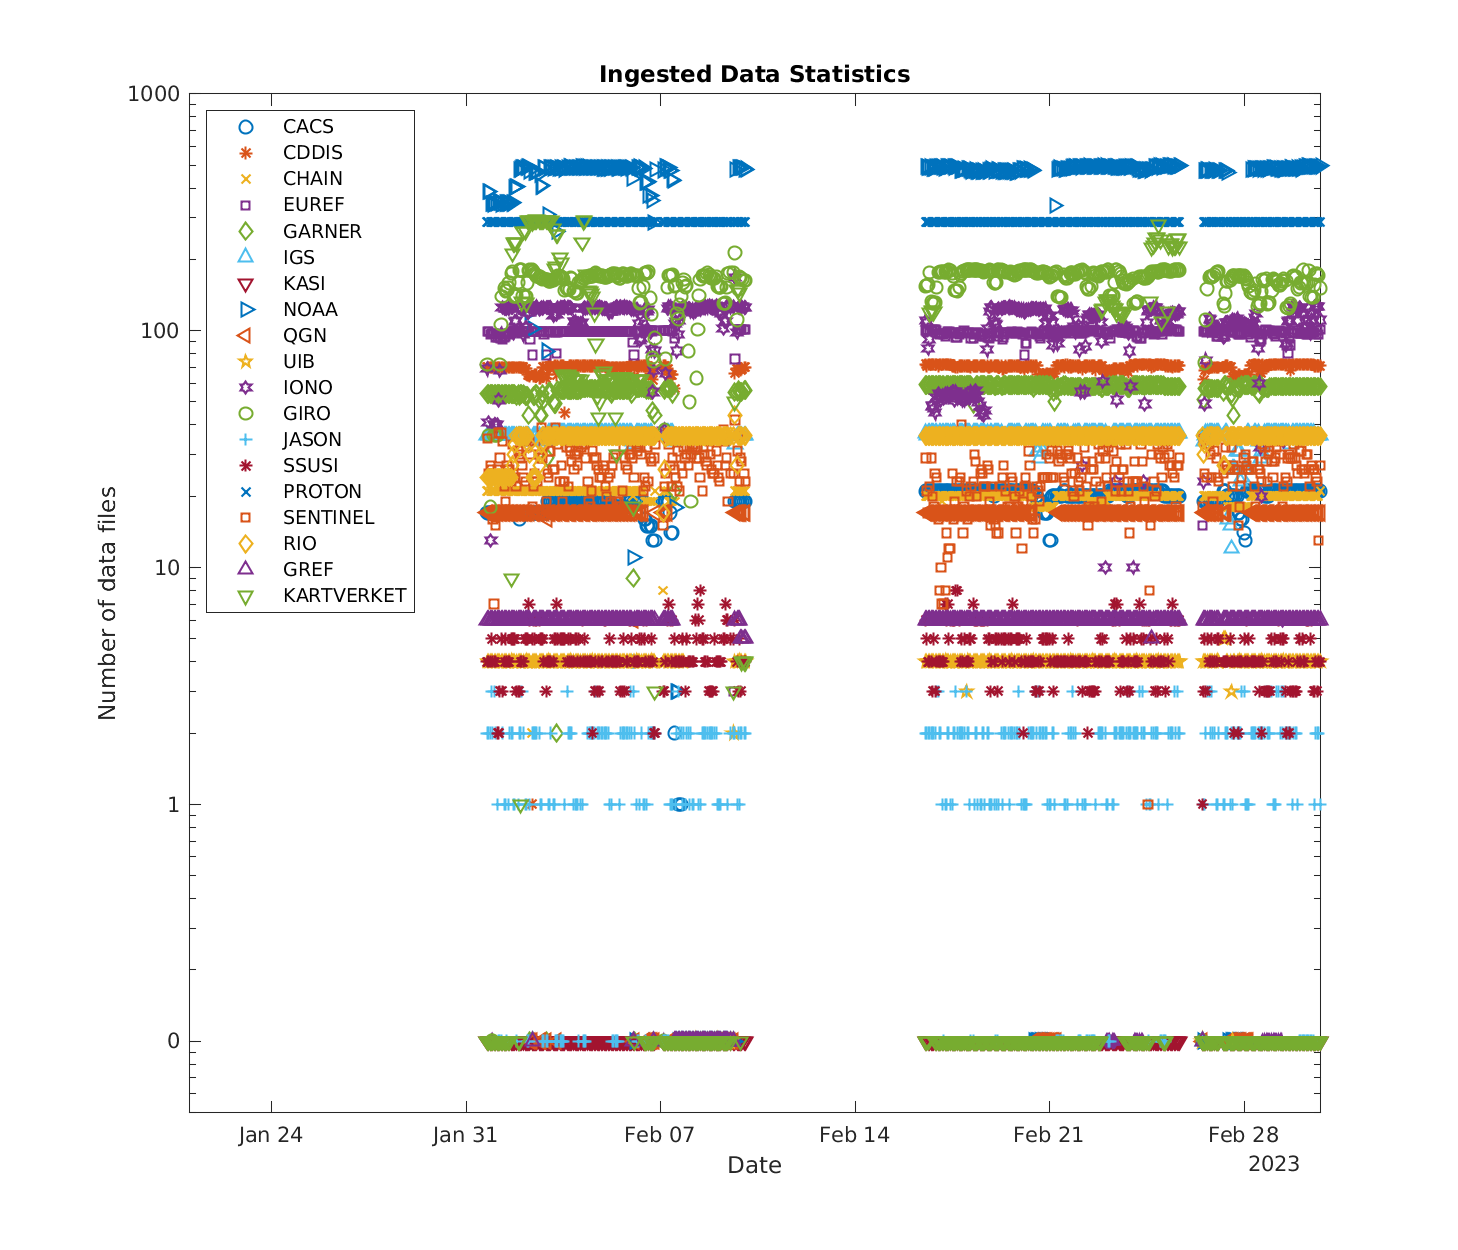 Ingested Data Statistics
1000
100
10
1
0
Number of data files
CACS
CDDIS
CHAIN
EUREF
GARNER
IGS
KASI
NOAA
QGN
UIB
IONO
GIRO
JASON
SSUSI
PROTON
SENTINEL
RIO
GREF
KARTVERKET
Jan 24
Jan 31
Feb 07
Feb 14
Feb 21
Feb 28
Date
2023